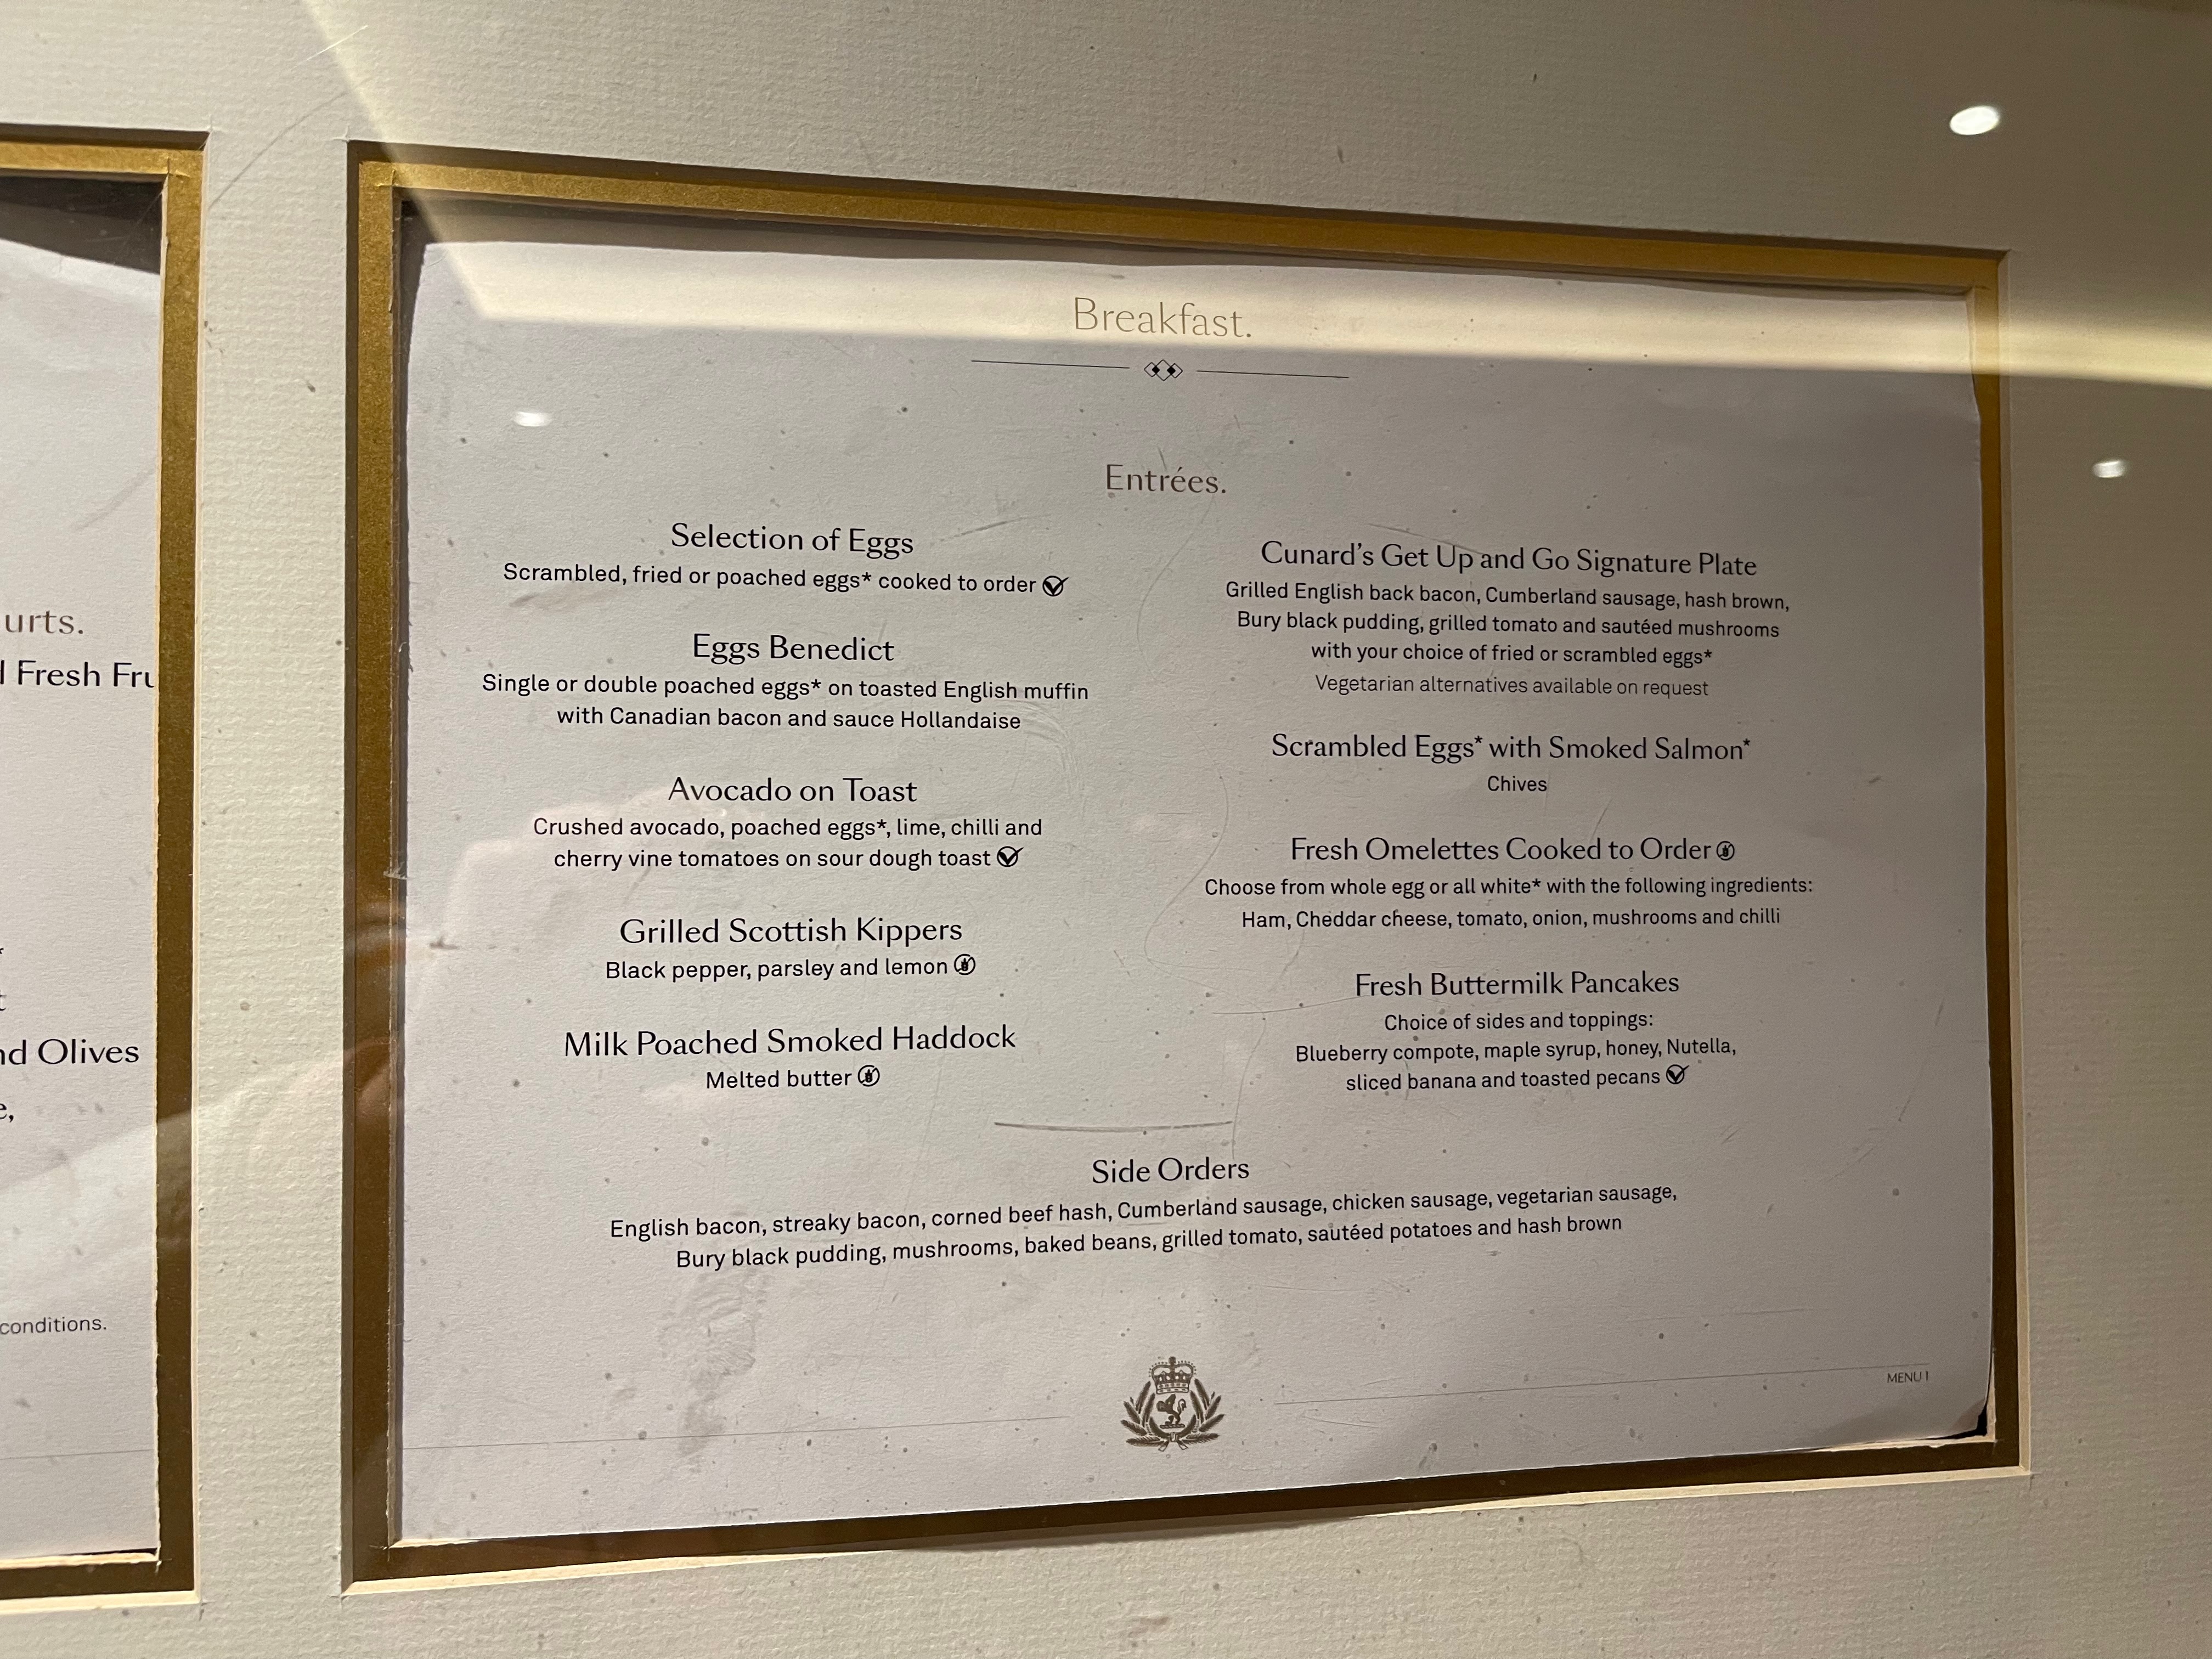 urts.
l Fresh Fru
nd Olives
e,
conditions.
Breakfast.
Entrées.
Selection of Eggs
Scrambled, fried or poached eggs* cooked to order
Eggs Benedict
Single or double poached eggs* on toasted English muffin
with Canadian bacon and sauce Hollandaise
Avocado on Toast
Crushed avocado, poached eggs*, lime, chilli and
cherry vine tomatoes on sour dough toast
Grilled Scottish Kippers
Black pepper, parsley and lemon
Milk Poached Smoked Haddock
Melted butter
Cunard's Get Up and Go Signature Plate
Grilled English back bacon, Cumberland sausage, hash brown,
Bury black pudding, grilled tomato and sautéed mushrooms
with your choice of fried or scrambled eggs*
Vegetarian alternatives available on request
Scrambled Eggs* with Smoked Salmon*
Chives
Fresh Omelettes Cooked to Order
Choose from whole egg or all white* with the following ingredients:
Ham, Cheddar cheese, tomato, onion, mushrooms and chilli
Fresh Buttermilk Pancakes
Choice of sides and toppings:
Blueberry compote, maple syrup, honey, Nutella,
sliced banana and toasted pecans
Side Orders
English bacon, streaky bacon, corned beef hash, Cumberland sausage, chicken sausage, vegetarian sausage,
Bury black pudding, mushrooms, baked beans, grilled tomato, sautéed potatoes and hash brown
MENU 1